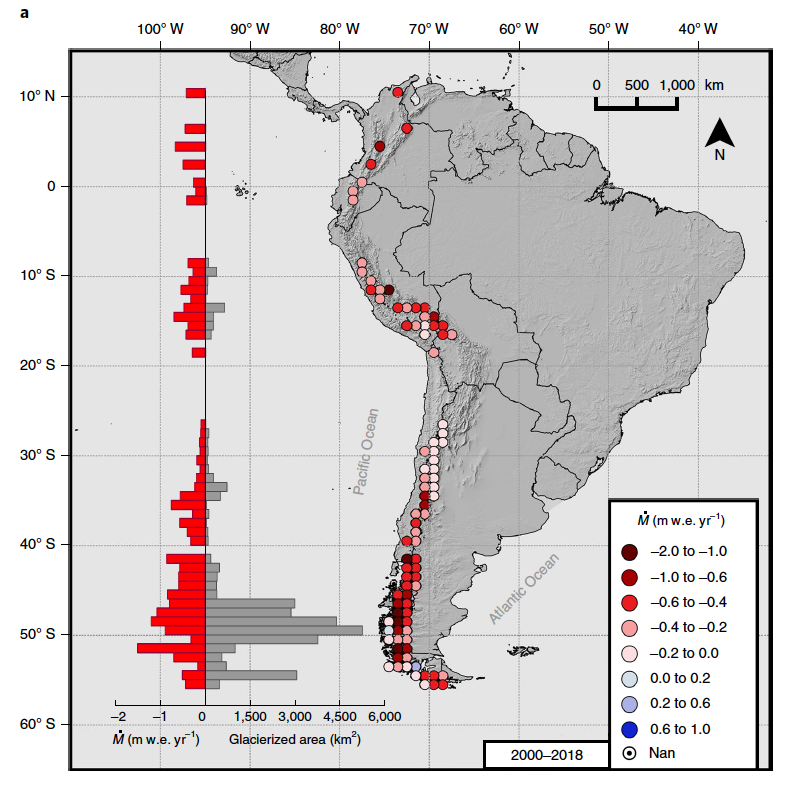 a
100° W 90° W 80° W 70° W 60° W 50° W 40° W
10° N
0
10° S
20° S
30° S
40° S
50° S
60° S
0 500 1,000 km
N
Pacific Ocean
Atlantic Ocean
Ṁ (m w.e. yr⁻¹)
−2.0 to −1.0
−1.0 to −0.6
−0.6 to −0.4
−0.4 to −0.2
−0.2 to 0.0
0.0 to 0.2
0.2 to 0.6
0.6 to 1.0
Nan
−2 −1 0 1,500 3,000 4,500 6,000
Ṁ (m w.e. yr⁻¹) Glacierized area (km²)
2000–2018